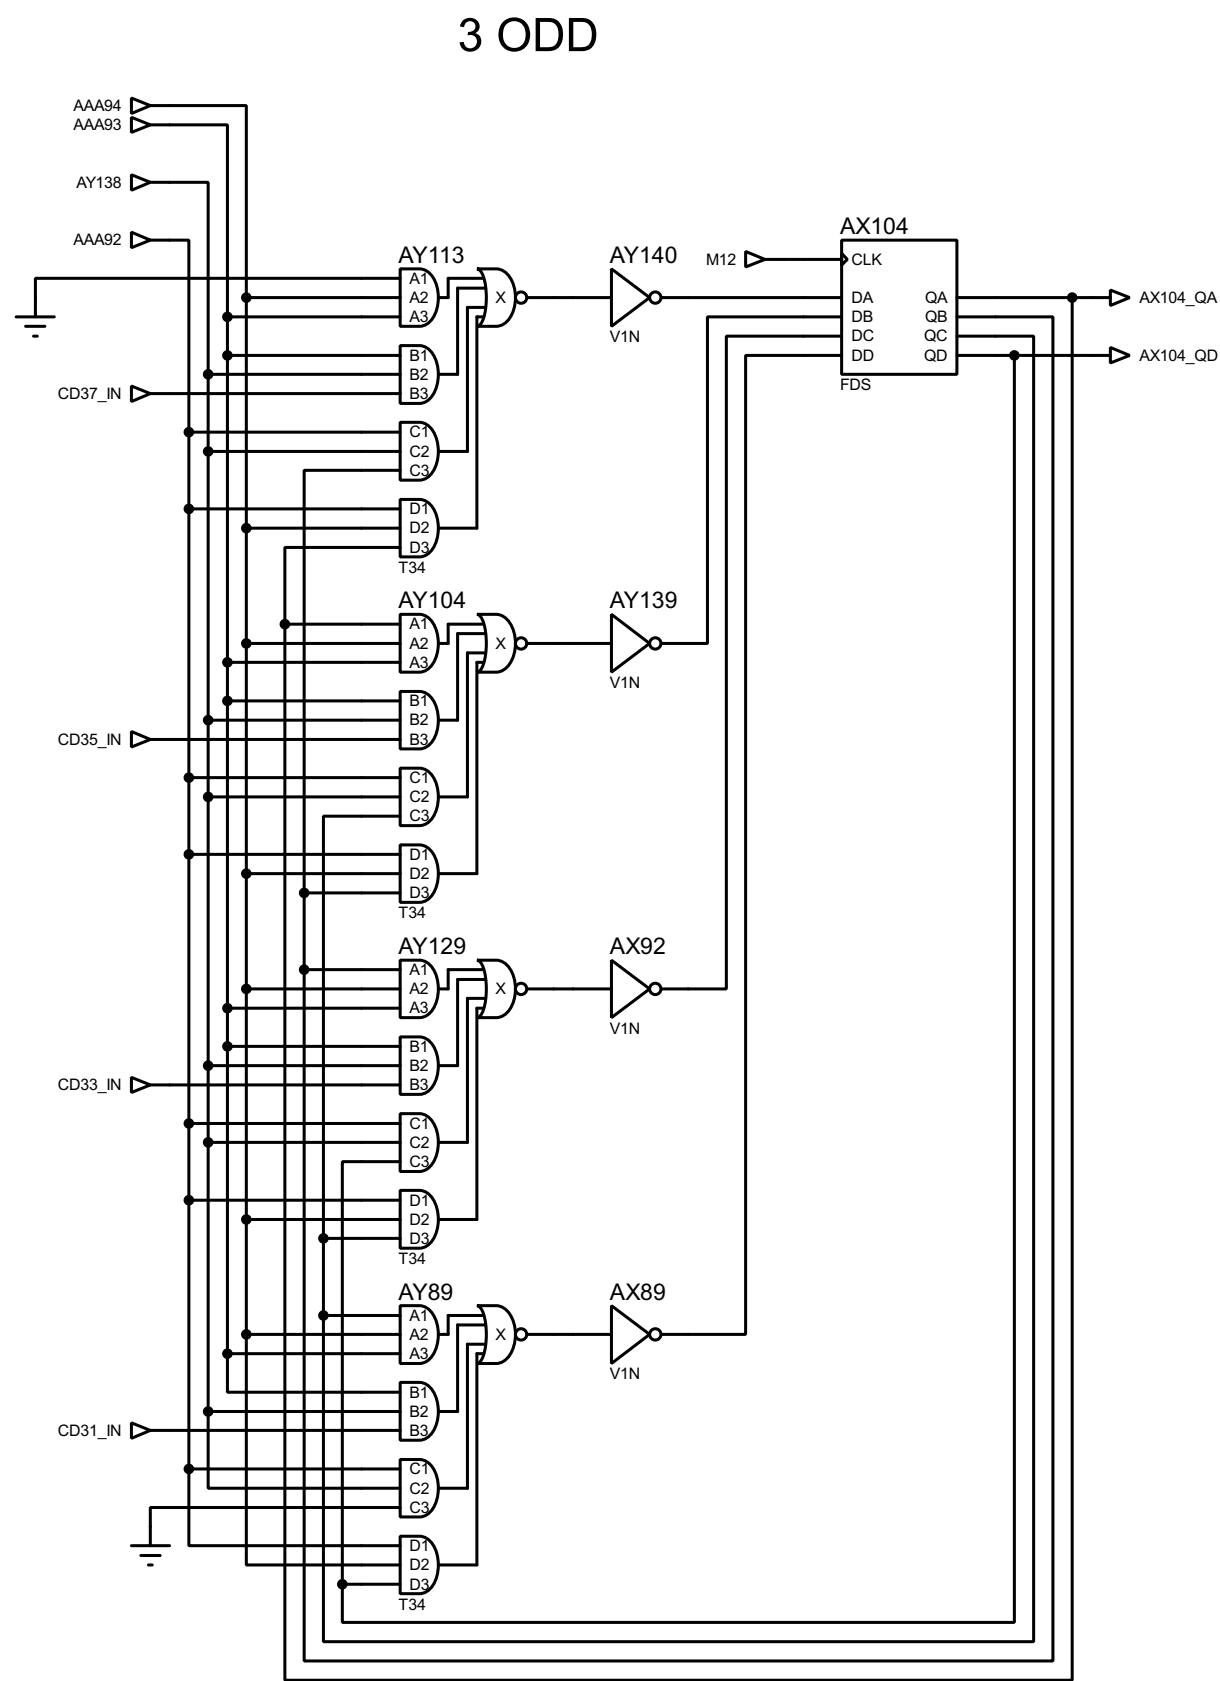 3 ODD
AAA94
AAA93
AY138
AAA92
AX104
AY113
AY140
M12
CLK
A1
A2
X
DA
QA
AX104_QA
A3
DB
QB
V1N
DC
QC
B1
DD
QD
AX104_QD
B2
FDS
CD37_IN
B3
C1
C2
C3
D1
D2
D3
T34
AY104
AY139
A1
A2
X
A3
V1N
B1
B2
CD35_IN
B3
C1
C2
C3
D1
D2
D3
T34
AY129
AX92
A1
A2
X
A3
V1N
B1
B2
CD33_IN
B3
C1
C2
C3
D1
D2
D3
T34
AY89
AX89
A1
A2
X
A3
V1N
B1
B2
CD31_IN
B3
C1
C2
C3
D1
D2
D3
T34